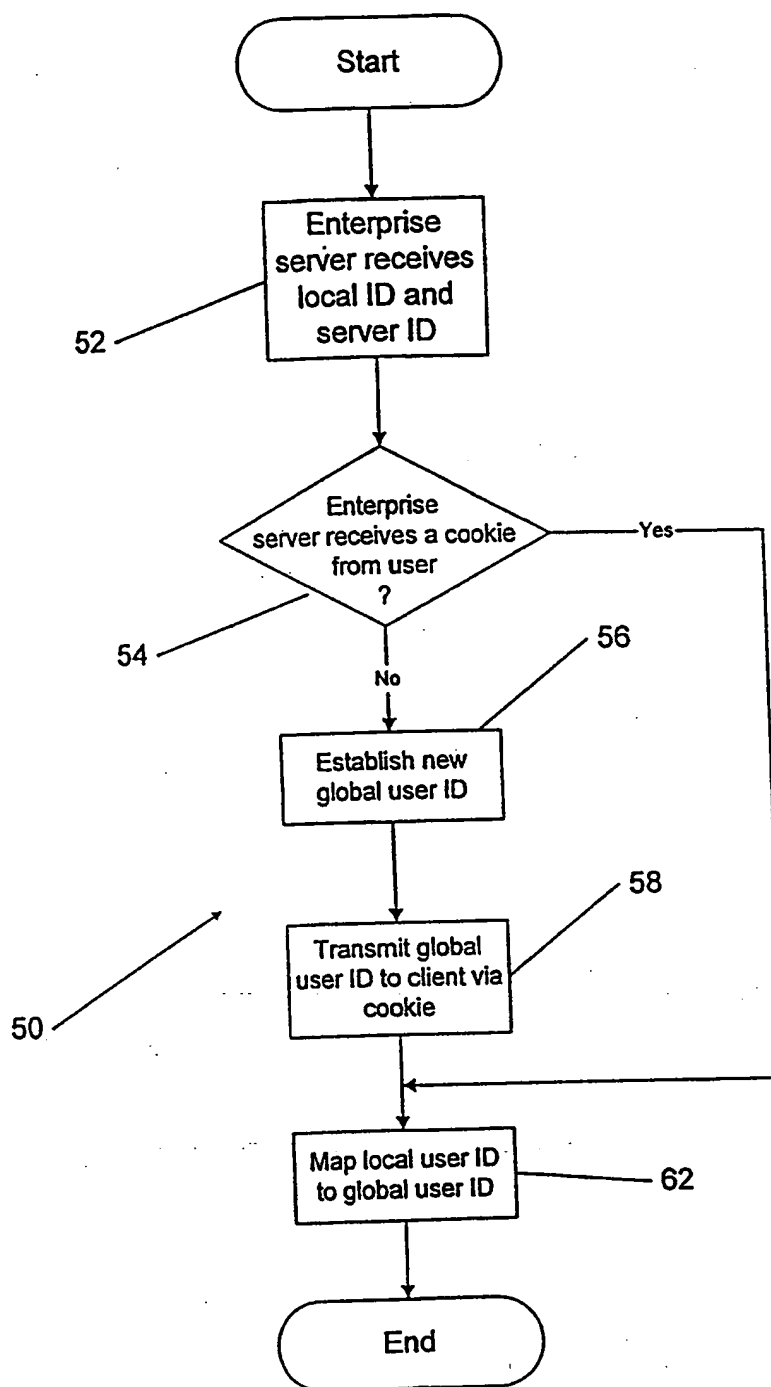 Start
Enterprise
server receives
local ID and
server ID
52
Enterprise
server receives a cookie
from user
?
Yes
54
No
56
Establish new
global user ID
58
Transmit global
user ID to client via
cookie
50
Map local user ID
to global user ID
62
End